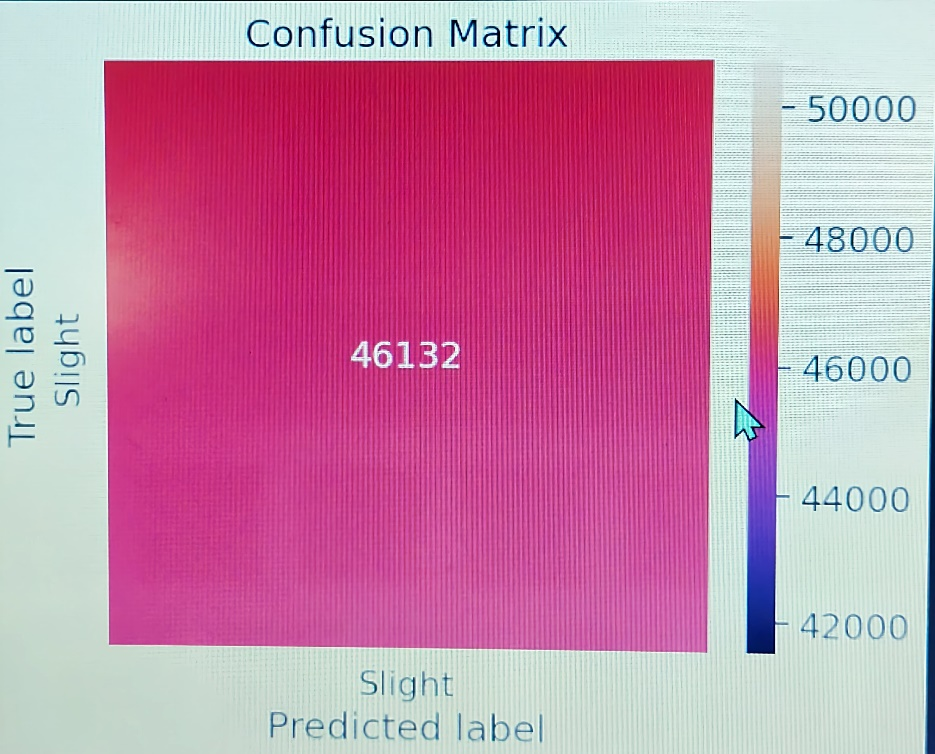 Confusion Matrix
True label
Slight
46132
50000
48000
46000
44000
42000
Slight
Predicted label